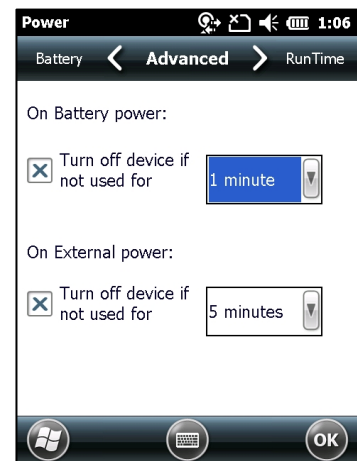 Power 1:06
Battery Advanced RunTime
On Battery power:
Turn off device if
not used for
1 minute
On External power:
Turn off device if
not used for
5 minutes
OK